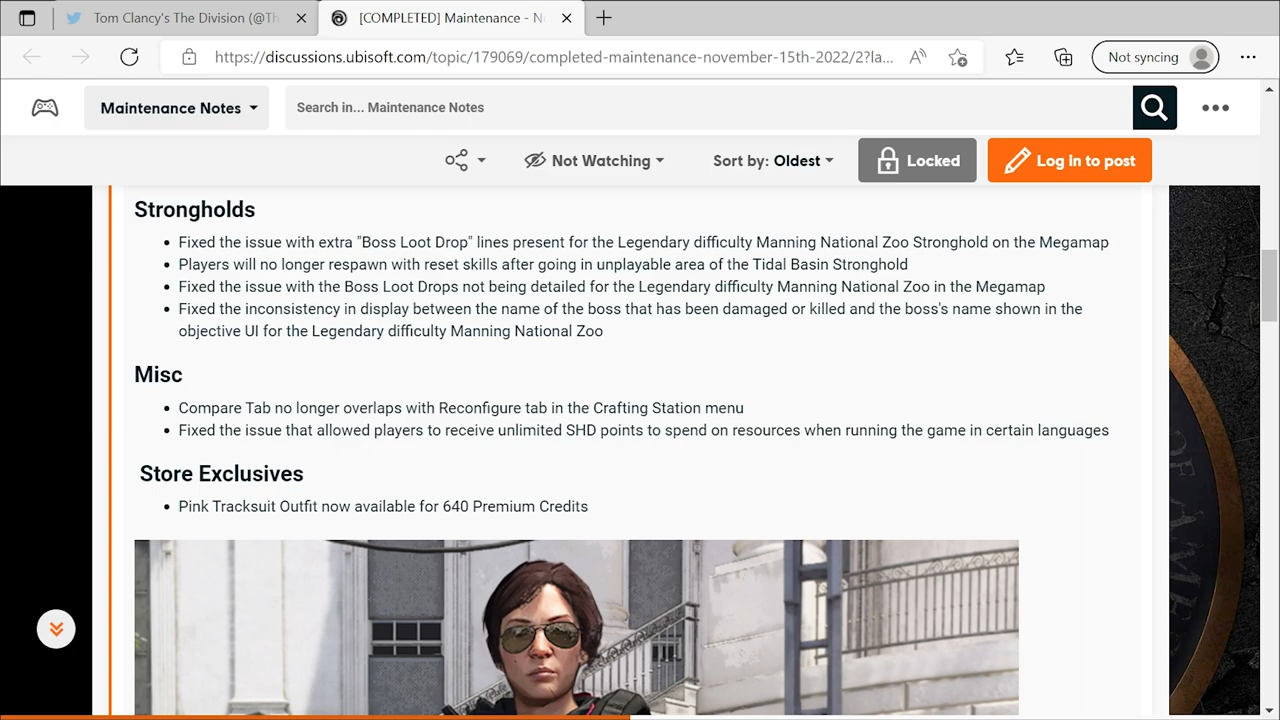 Tom Clancy's The Division (@Th
[COMPLETED] Maintenance - N
https://discussions.ubisoft.com/topic/179069/completed-maintenance-november-15th-2022/2?la...
Not syncing
Maintenance Notes
Search in... Maintenance Notes
Not Watching
Sort by: Oldest
Locked
Log in to post
Strongholds
• Fixed the issue with extra "Boss Loot Drop" lines present for the Legendary difficulty Manning National Zoo Stronghold on the Megamap
• Players will no longer respawn with reset skills after going in unplayable area of the Tidal Basin Stronghold
• Fixed the issue with the Boss Loot Drops not being detailed for the Legendary difficulty Manning National Zoo in the Megamap
• Fixed the inconsistency in display between the name of the boss that has been damaged or killed and the boss's name shown in the
objective UI for the Legendary difficulty Manning National Zoo
Misc
• Compare Tab no longer overlaps with Reconfigure tab in the Crafting Station menu
• Fixed the issue that allowed players to receive unlimited SHD points to spend on resources when running the game in certain languages
Store Exclusives
• Pink Tracksuit Outfit now available for 640 Premium Credits